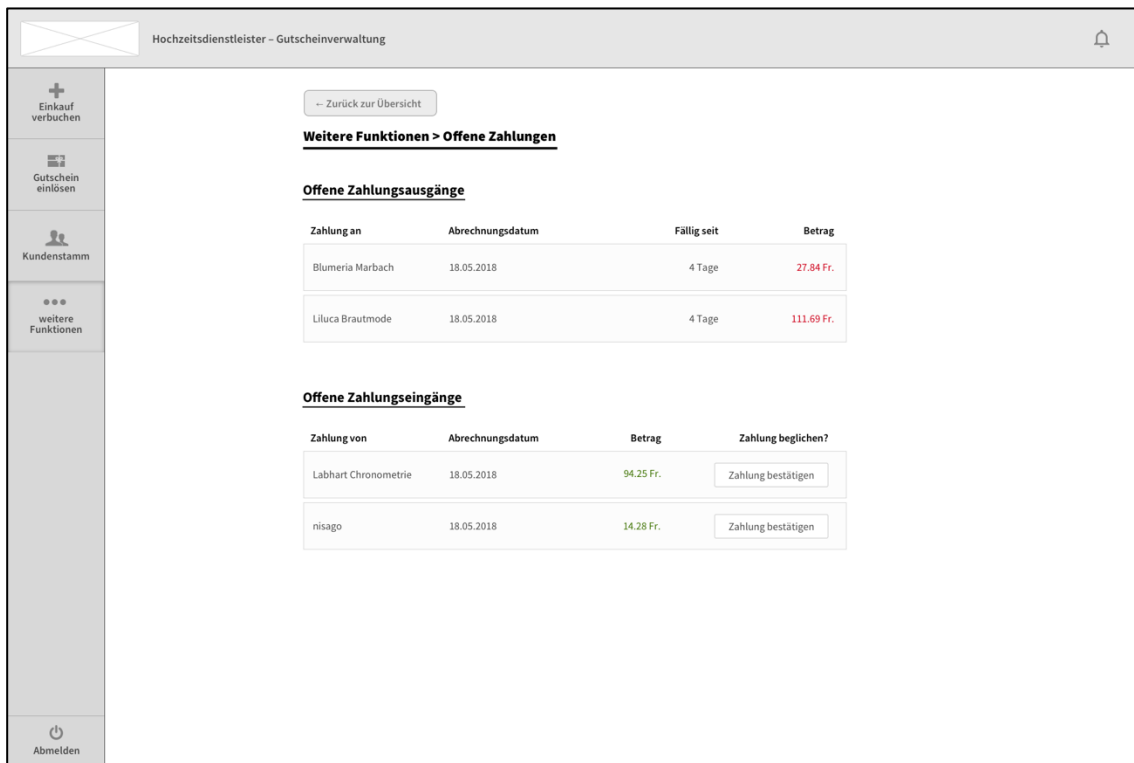 Hochzeitsdienstleister – Gutscheinverwaltung
Einkauf
verbuchen
Gutschein
einlösen
Kundenstamm
weitere
Funktionen
Abmelden
← Zurück zur Übersicht
Weitere Funktionen > Offene Zahlungen
Offene Zahlungsausgänge
Zahlung an Abrechnungsdatum Fällig seit Betrag
Blumeria Marbach 18.05.2018 4 Tage 27.84 Fr.
Liluca Brautmode 18.05.2018 4 Tage 111.69 Fr.
Offene Zahlungseingänge
Zahlung von Abrechnungsdatum Betrag Zahlung beglichen?
Labhart Chronometrie 18.05.2018 94.25 Fr. Zahlung bestätigen
nisago 18.05.2018 14.28 Fr. Zahlung bestätigen